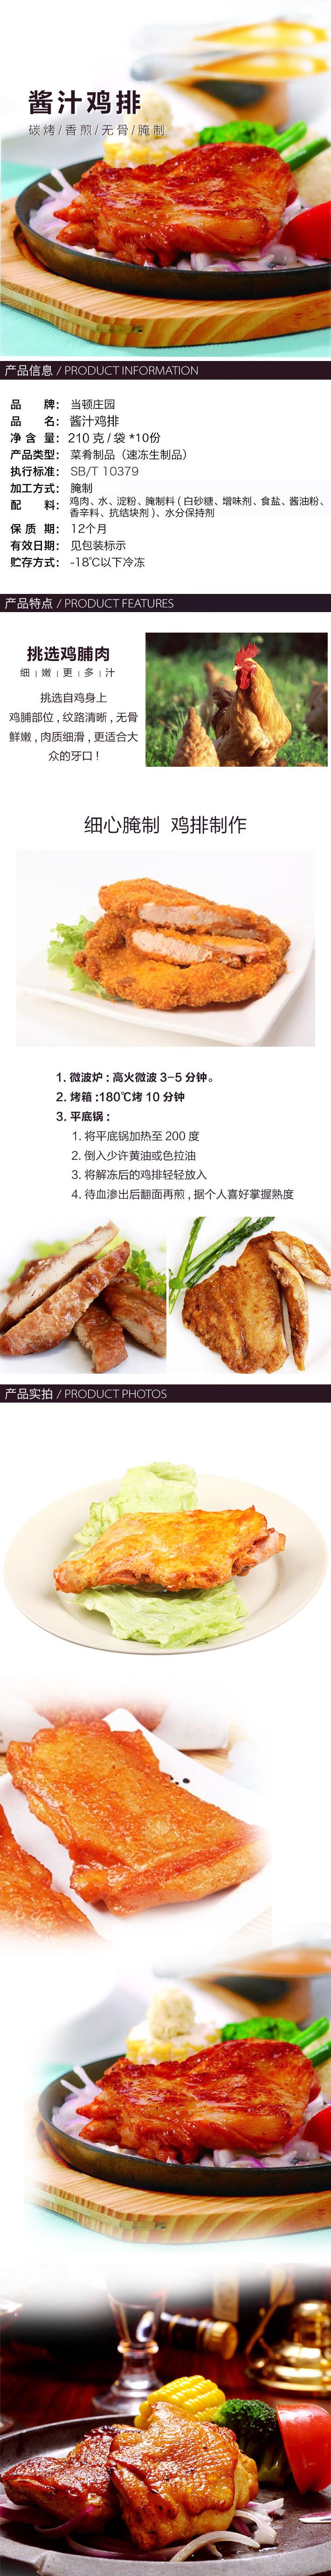 酱汁鸡排
碳烤/香煎/无骨/腌制
产品信息 / PRODUCT INFORMATION
品 牌： 当顿庄园
品 名： 酱汁鸡排
净 含 量： 210 克 / 袋 *10份
产品类型： 菜肴制品（速冻生制品）
执行标准： SB/T 10379
加工方式： 腌制
配 料： 鸡肉、水、淀粉、腌制料 ( 白砂糖、增味剂、食盐、酱油粉、
香辛料、抗结块剂 )、水分保持剂
保 质 期： 12个月
有效日期： 见包装标示
贮存方式： -18℃以下冷冻
产品特点 / PRODUCT FEATURES
挑选鸡脯肉
细 | 嫩 | 更 | 多 | 汁
挑选自鸡身上
鸡脯部位 , 纹路清晰 , 无骨
鲜嫩 , 肉质细滑 , 更适合大
众的牙口 !
细心腌制 鸡排制作
1. 微波炉 : 高火微波 3-5 分钟。
2. 烤箱 :180℃烤 10 分钟
3. 平底锅 :
1. 将平底锅加热至 200 度
2. 倒入少许黄油或色拉油
3. 将解冻后的鸡排轻轻放入
4. 待血渗出后翻面再煎 , 据个人喜好掌握熟度
产品实拍 / PRODUCT PHOTOS